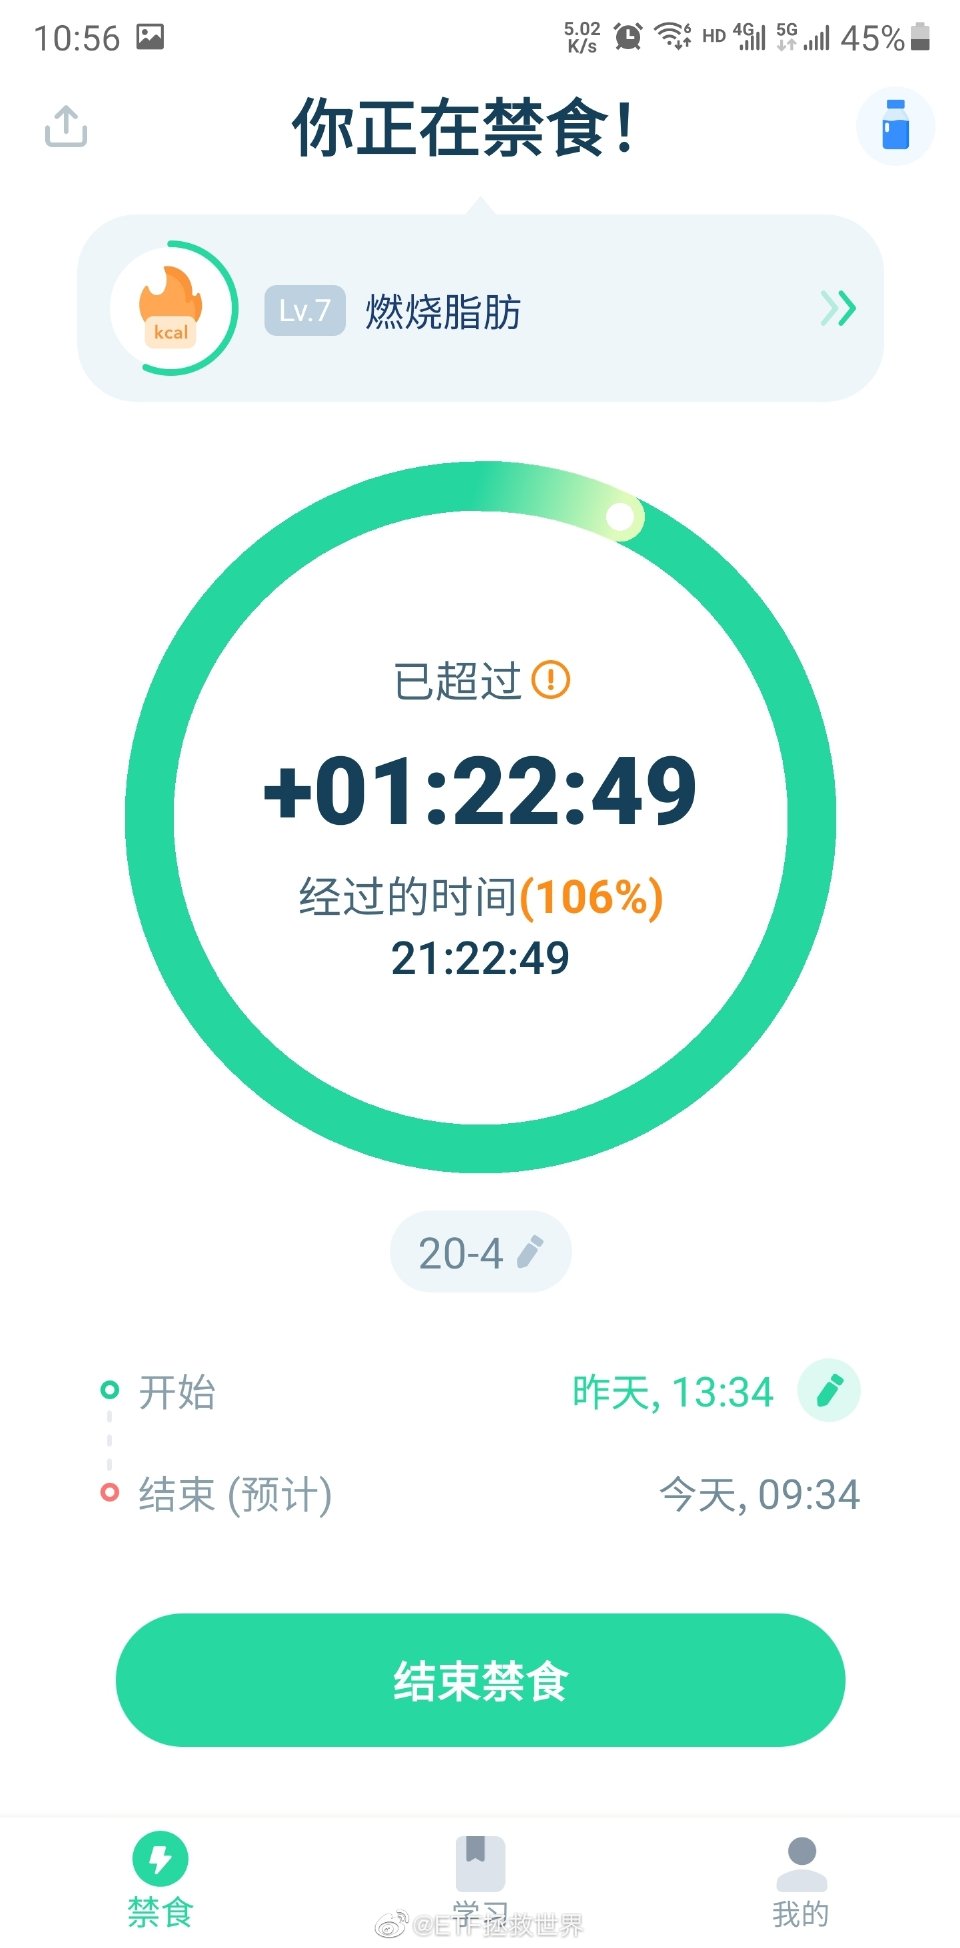 10:56 5.02 K/s 6 HD 4G 5G 45%
你正在禁食！
kcal Lv.7 燃烧脂肪
已超过
+01:22:49
经过的时间(106%)
21:22:49
20-4
开始 昨天, 13:34
结束 (预计) 今天, 09:34
结束禁食
禁食 学习 我的
@ETF拯救世界